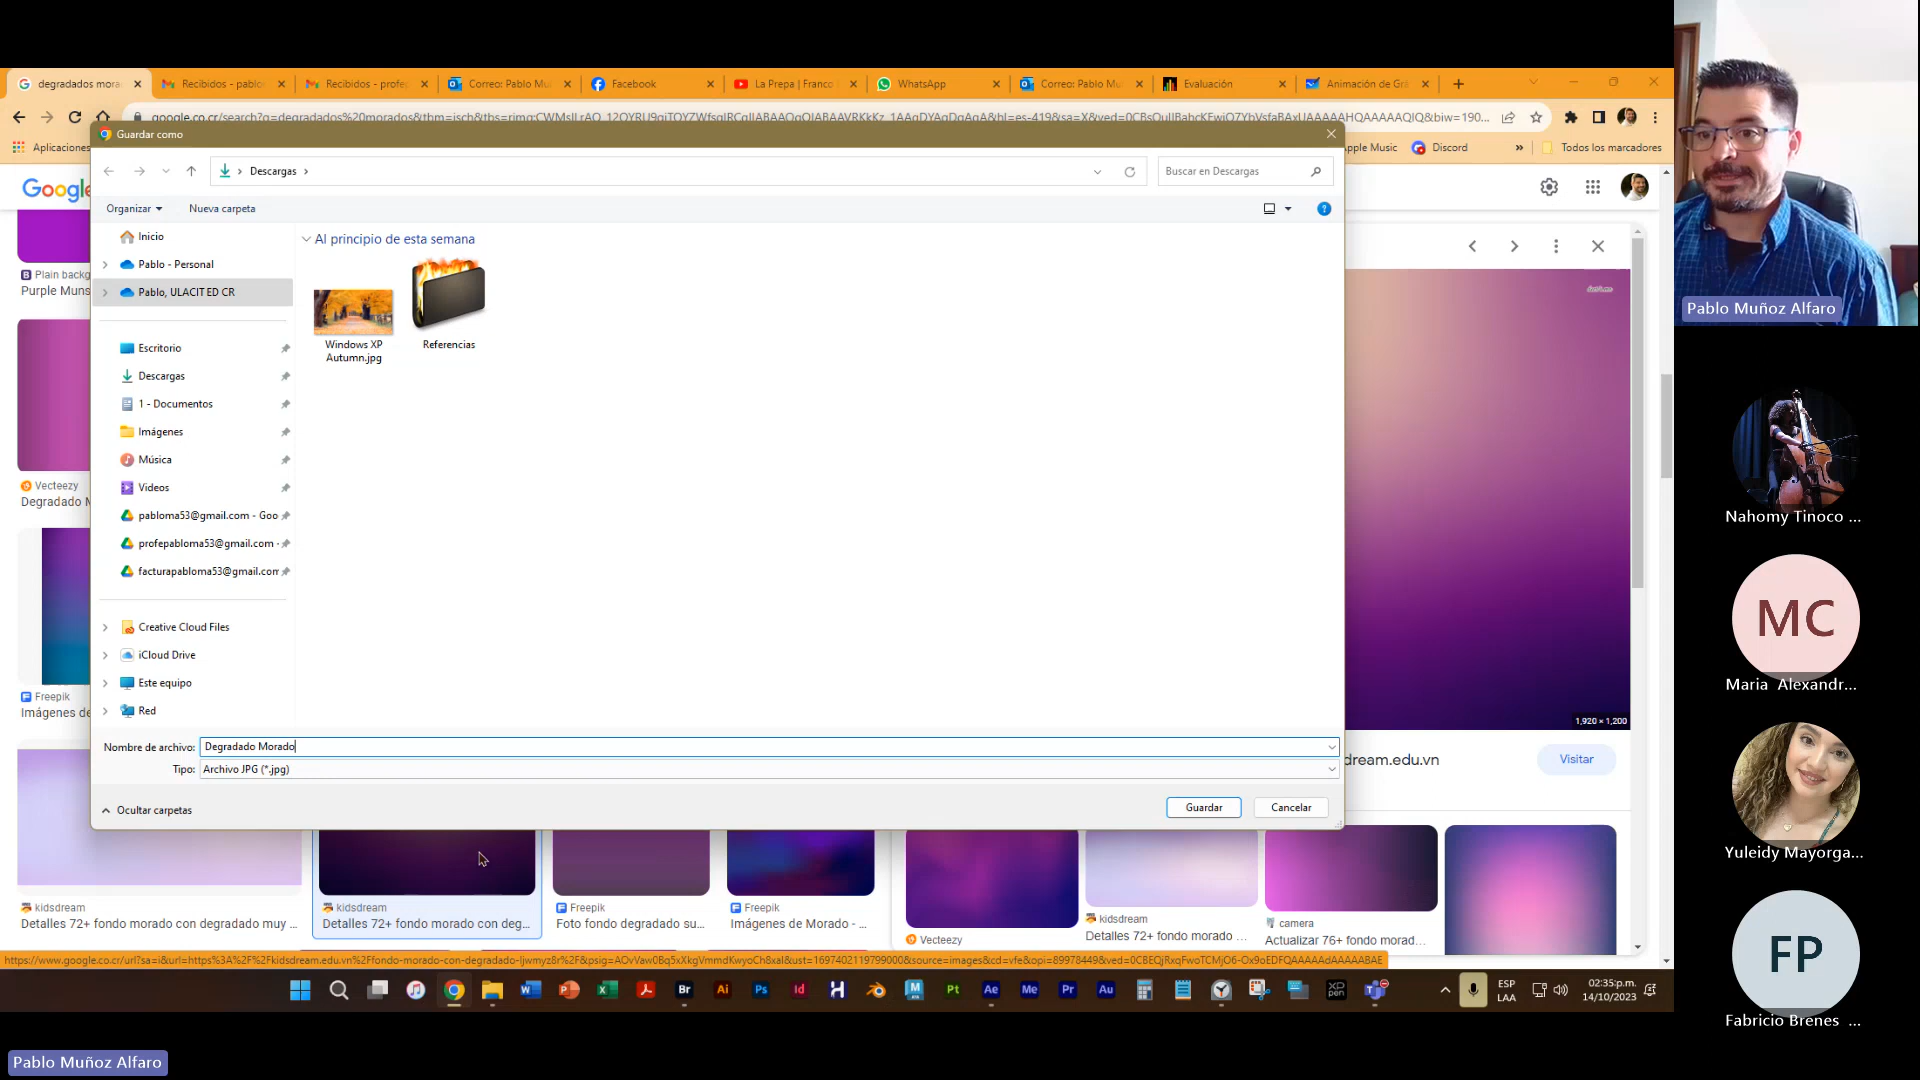 degradados mora
Recibidos - pablo
Recibidos - profe
Correo: Pablo Mu
Facebook
La Prepa | Franco
WhatsApp
Correo: Pablo Mu
Evaluación
Animación de Grá
Aplicaciones
pple Music
Discord
»
Todos los marcadores
Guardar como
Descargas
Buscar en Descargas
Organizar
Nueva carpeta
Google
Inicio
Pablo - Personal
Pablo, ULACIT ED CR
Escritorio
Descargas
1 - Documentos
Imágenes
Música
Videos
pabloma53@gmail.com - Goo
profepabloma53@gmail.com -
facturapabloma53@gmail.com
Creative Cloud Files
iCloud Drive
Este equipo
Red
Al principio de esta semana
Windows XP
Autumn.jpg
Referencias
Plain backg
Purple Muns
Vecteezy
Degradado M
Freepik
Imágenes de
1,920 × 1,200
Nombre de archivo: Degradado Morado
Tipo: Archivo JPG (*.jpg)
Ocultar carpetas
Guardar
Cancelar
dream.edu.vn
Visitar
kidsdream
Detalles 72+ fondo morado con degradado muy ...
kidsdream
Detalles 72+ fondo morado con deg...
Freepik
Foto fondo degradado su...
Freepik
Imágenes de Morado - ...
Vecteezy
kidsdream
Detalles 72+ fondo morado ...
camera
Actualizar 76+ fondo morad...
ESP
LAA
02:35 p.m.
14/10/2023
Pablo Muñoz Alfaro
Nahomy Tinoco ...
MC
Maria Alexandr...
Yuleidy Mayorga...
FP
Fabricio Brenes ...
Pablo Muñoz Alfaro